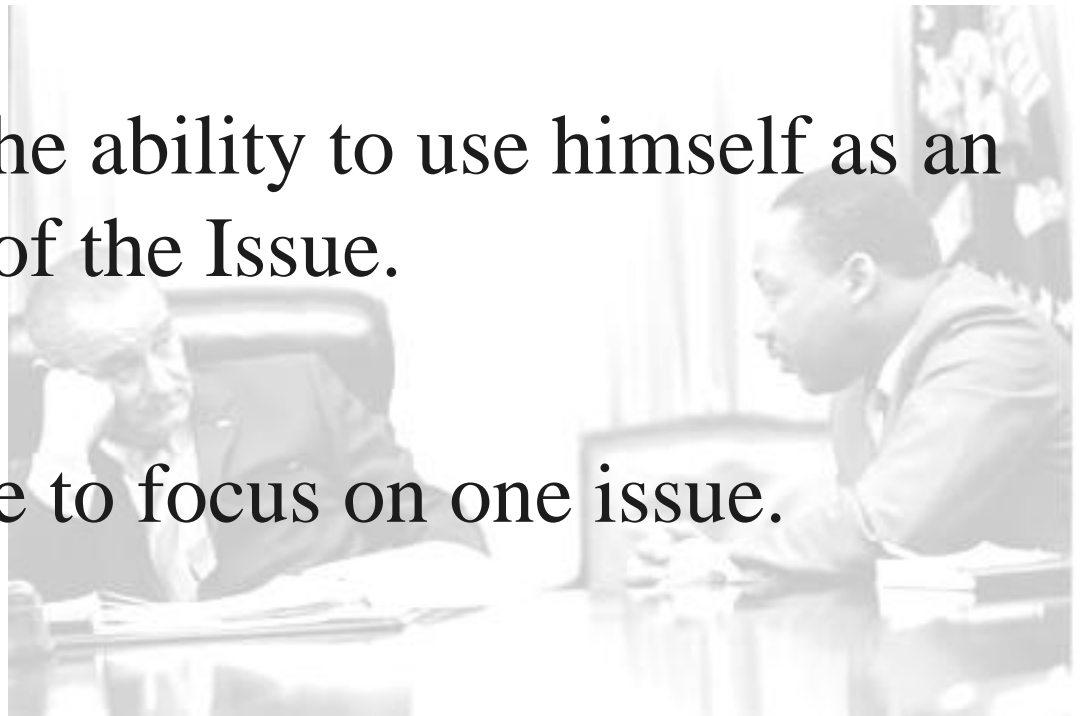 he ability to use himself as an
of the Issue.
e to focus on one issue.